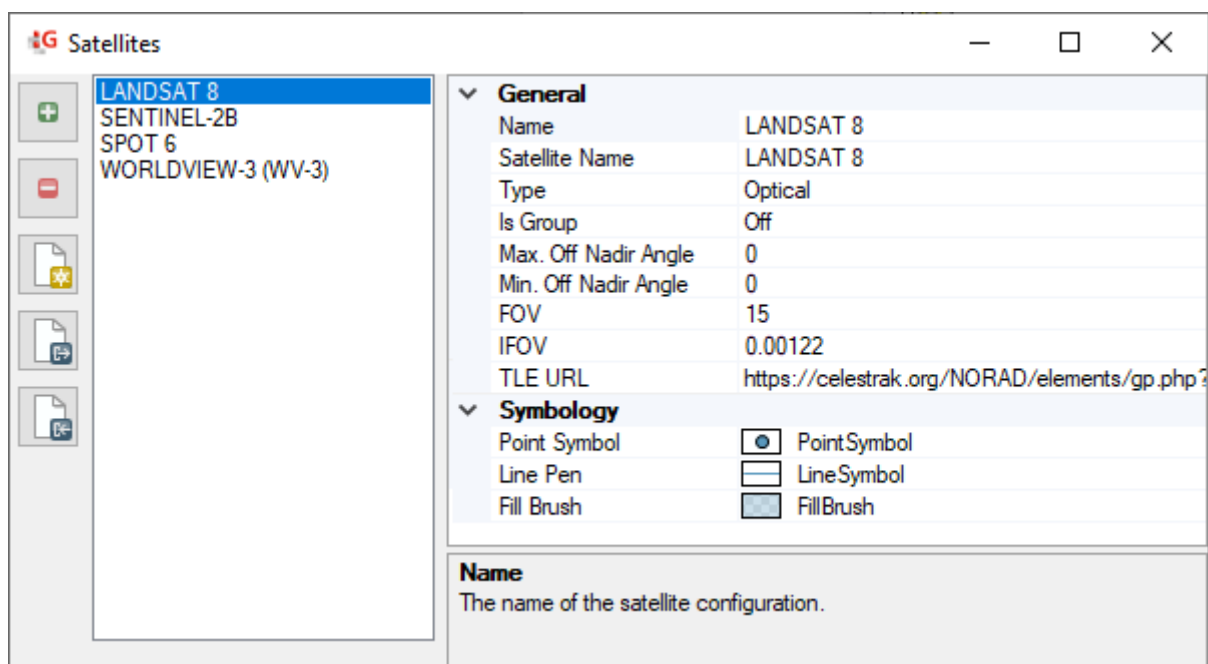 Satellites
LANDSAT 8
SENTINEL-2B
SPOT 6
WORLDVIEW-3 (WV-3)
General
Name LANDSAT 8
Satellite Name LANDSAT 8
Type Optical
Is Group Off
Max. Off Nadir Angle 0
Min. Off Nadir Angle 0
FOV 15
IFOV 0.00122
TLE URL https://celestrak.org/NORAD/elements/gp.php?
Symbology
Point Symbol PointSymbol
Line Pen LineSymbol
Fill Brush FillBrush
Name
The name of the satellite configuration.